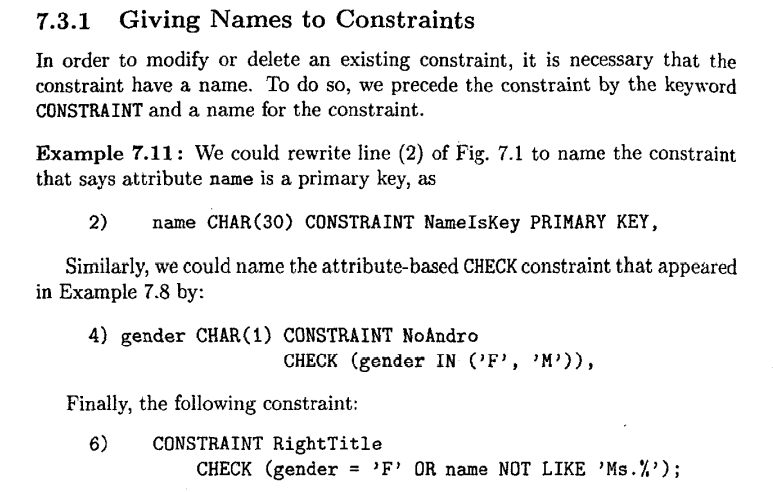 7.3.1 Giving Names to Constraints
In order to modify or delete an existing constraint, it is necessary that the
constraint have a name. To do so, we precede the constraint by the keyword
CONSTRAINT and a name for the constraint.
Example 7.11: We could rewrite line (2) of Fig. 7.1 to name the constraint
that says attribute name is a primary key, as
2) name CHAR(30) CONSTRAINT NameIsKey PRIMARY KEY,
Similarly, we could name the attribute-based CHECK constraint that appeared
in Example 7.8 by:
4) gender CHAR(1) CONSTRAINT NoAndro
CHECK (gender IN ('F', 'M')),
Finally, the following constraint:
6) CONSTRAINT RightTitle
CHECK (gender = 'F' OR name NOT LIKE 'Ms.%');